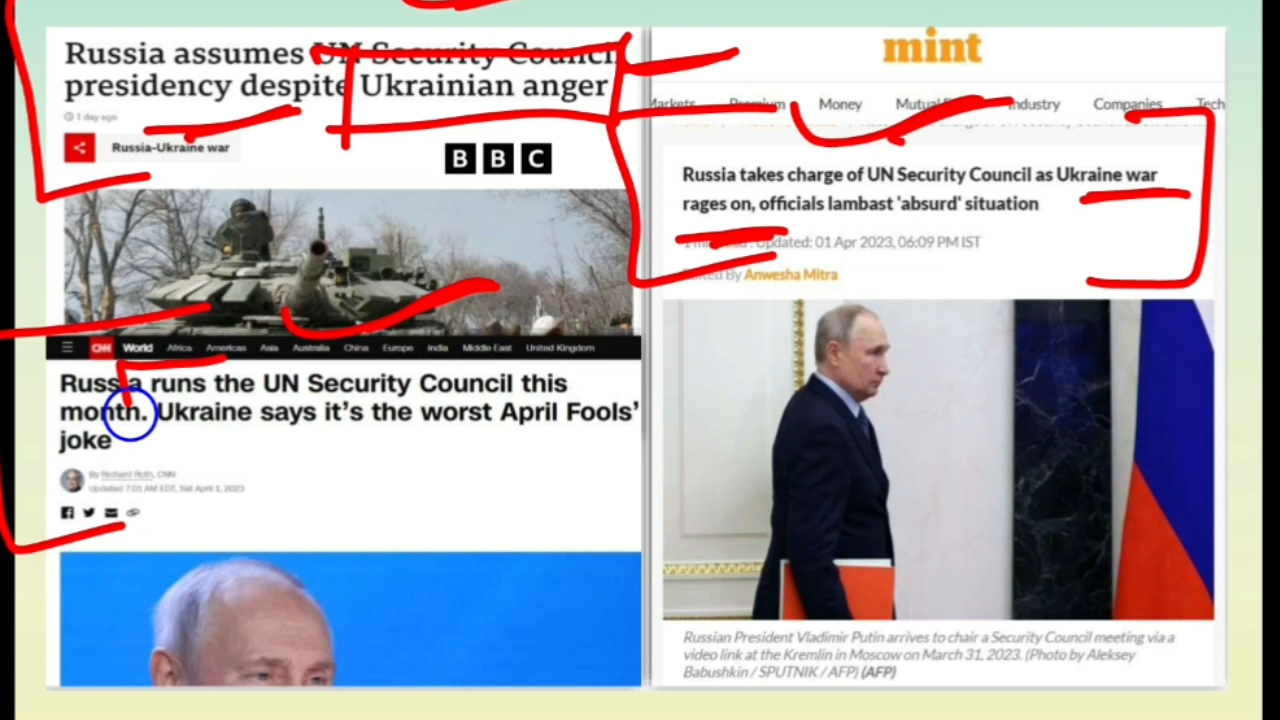 Russia assumes UN Security Council
presidency despite Ukrainian anger
1 day ago
Russia-Ukraine war
BBC
CNN World Africa Americas Asia Australia China Europe India Middle East United Kingdom
Russia runs the UN Security Council this
month. Ukraine says it's the worst April Fools'
joke
By Richard Roth, CNN
Updated 7:01 AM EDT, Sat April 1, 2023
mint
Markets Premium Money Mutual Industry Companies Tech
Russia takes charge of UN Security Council as Ukraine war
rages on, officials lambast 'absurd' situation
1 min read . Updated: 01 Apr 2023, 06:09 PM IST
Edited By Anwesha Mitra
Russian President Vladimir Putin arrives to chair a Security Council meeting via a
video link at the Kremlin in Moscow on March 31, 2023. (Photo by Aleksey
Babushkin / SPUTNIK / AFP) (AFP)